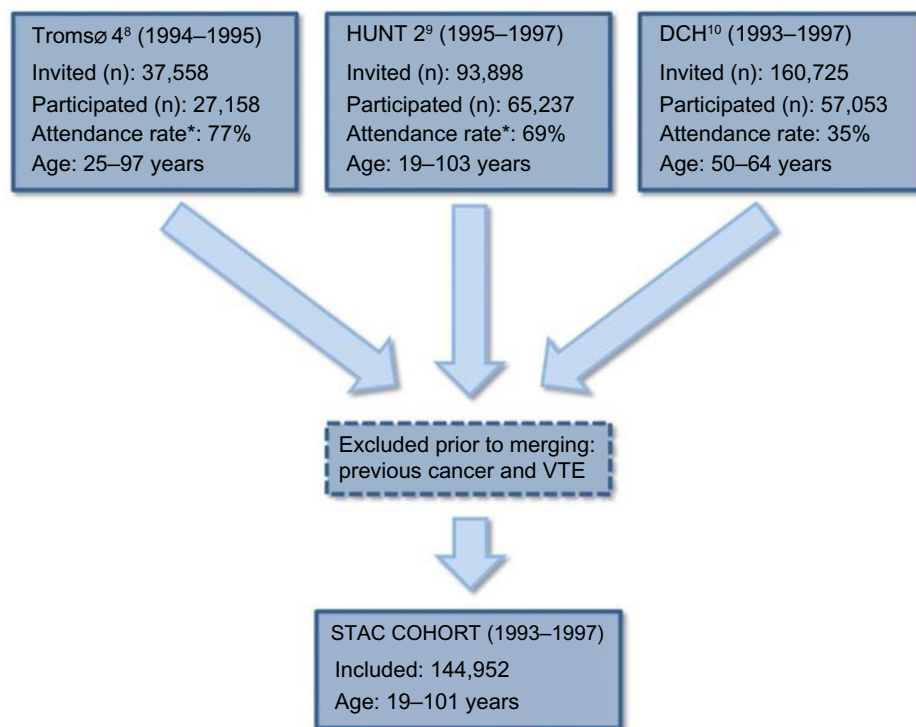 Tromsø 4⁸ (1994–1995)
Invited (n): 37,558
Participated (n): 27,158
Attendance rate*: 77%
Age: 25–97 years
HUNT 2⁹ (1995–1997)
Invited (n): 93,898
Participated (n): 65,237
Attendance rate*: 69%
Age: 19–103 years
DCH¹⁰ (1993–1997)
Invited (n): 160,725
Participated (n): 57,053
Attendance rate: 35%
Age: 50–64 years
Excluded prior to merging:
previous cancer and VTE
STAC COHORT (1993–1997)
Included: 144,952
Age: 19–101 years